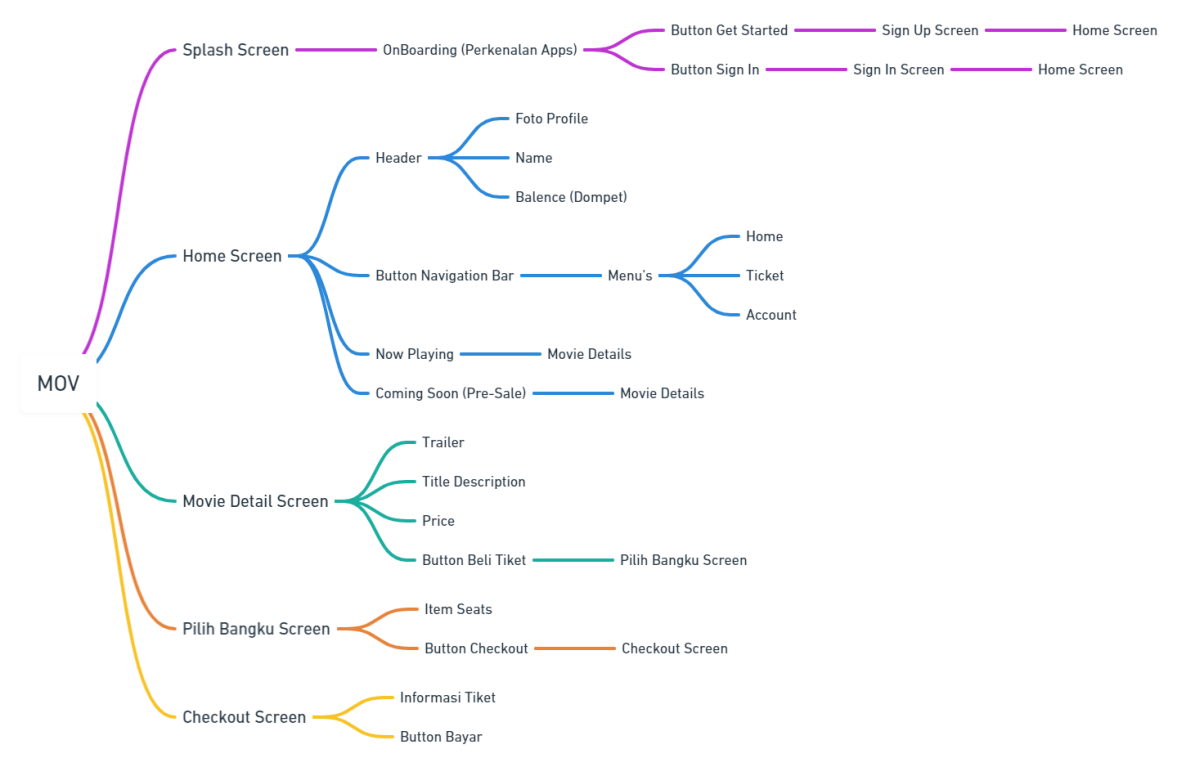 MOV
Splash Screen
OnBoarding (Perkenalan Apps)
Button Get Started
Sign Up Screen
Home Screen
Button Sign In
Sign In Screen
Home Screen
Home Screen
Header
Foto Profile
Name
Balence (Dompet)
Button Navigation Bar
Menu's
Home
Ticket
Account
Now Playing
Movie Details
Coming Soon (Pre-Sale)
Movie Details
Movie Detail Screen
Trailer
Title Description
Price
Button Beli Tiket
Pilih Bangku Screen
Pilih Bangku Screen
Item Seats
Button Checkout
Checkout Screen
Checkout Screen
Informasi Tiket
Button Bayar